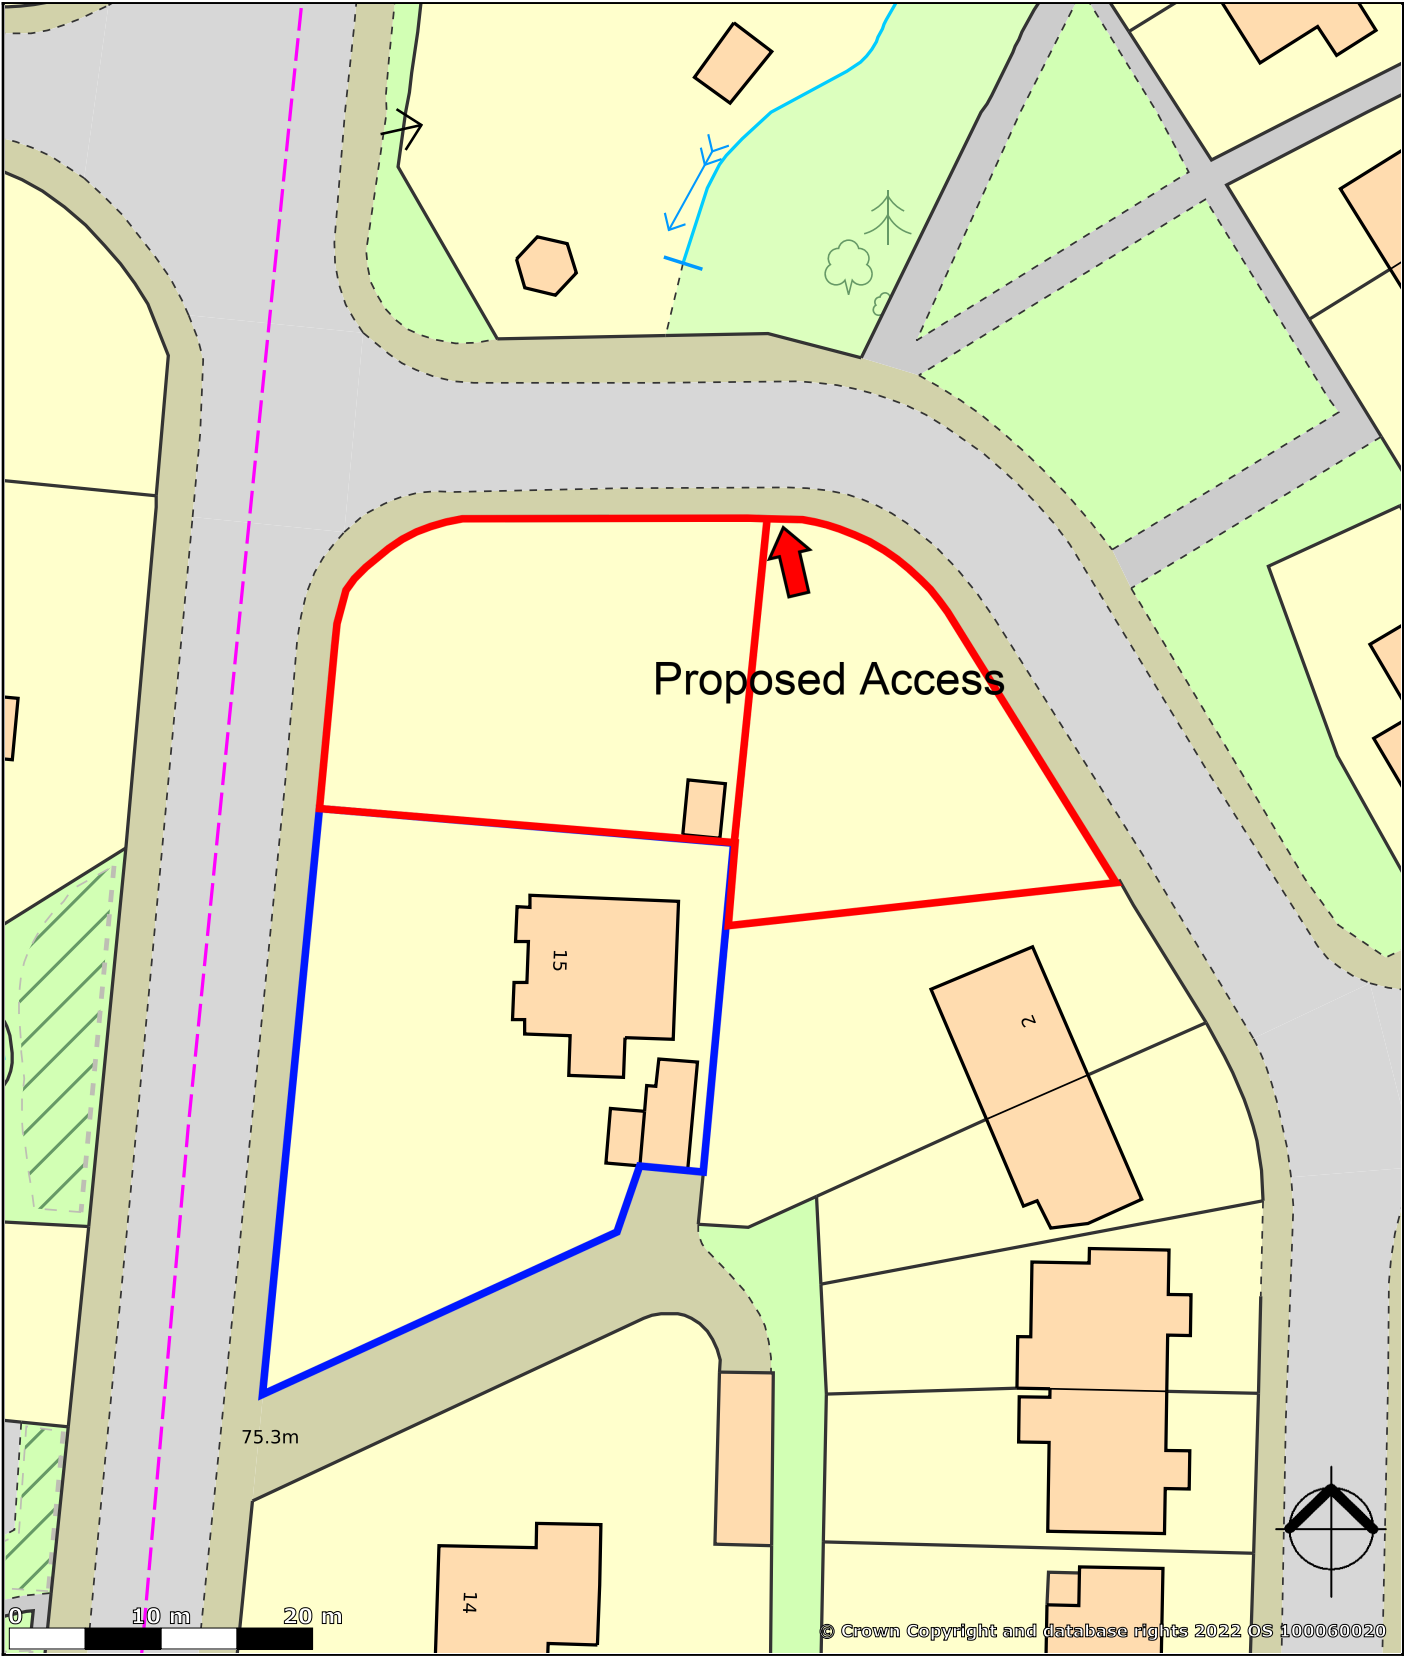 Proposed Access
15
2
75.3m
14
0 10 m 20 m
© Crown Copyright and database rights 2022 OS 100060020